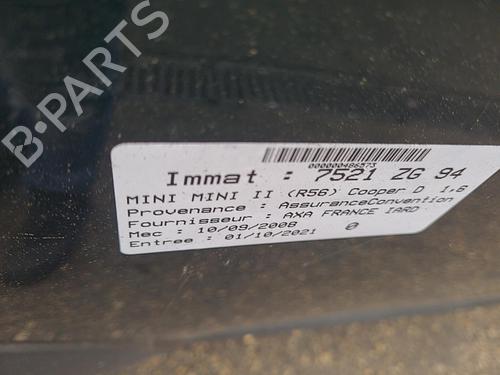 B-PARTS
000000486573
Immat : 7521 ZG 94
MINI MINI II (R56) Cooper D 1,6
Provenance : AssuranceConvention
Fournisseur : AXA FRANCE IARD
Mec : 10/09/2008
Entree : 01/10/2021 0